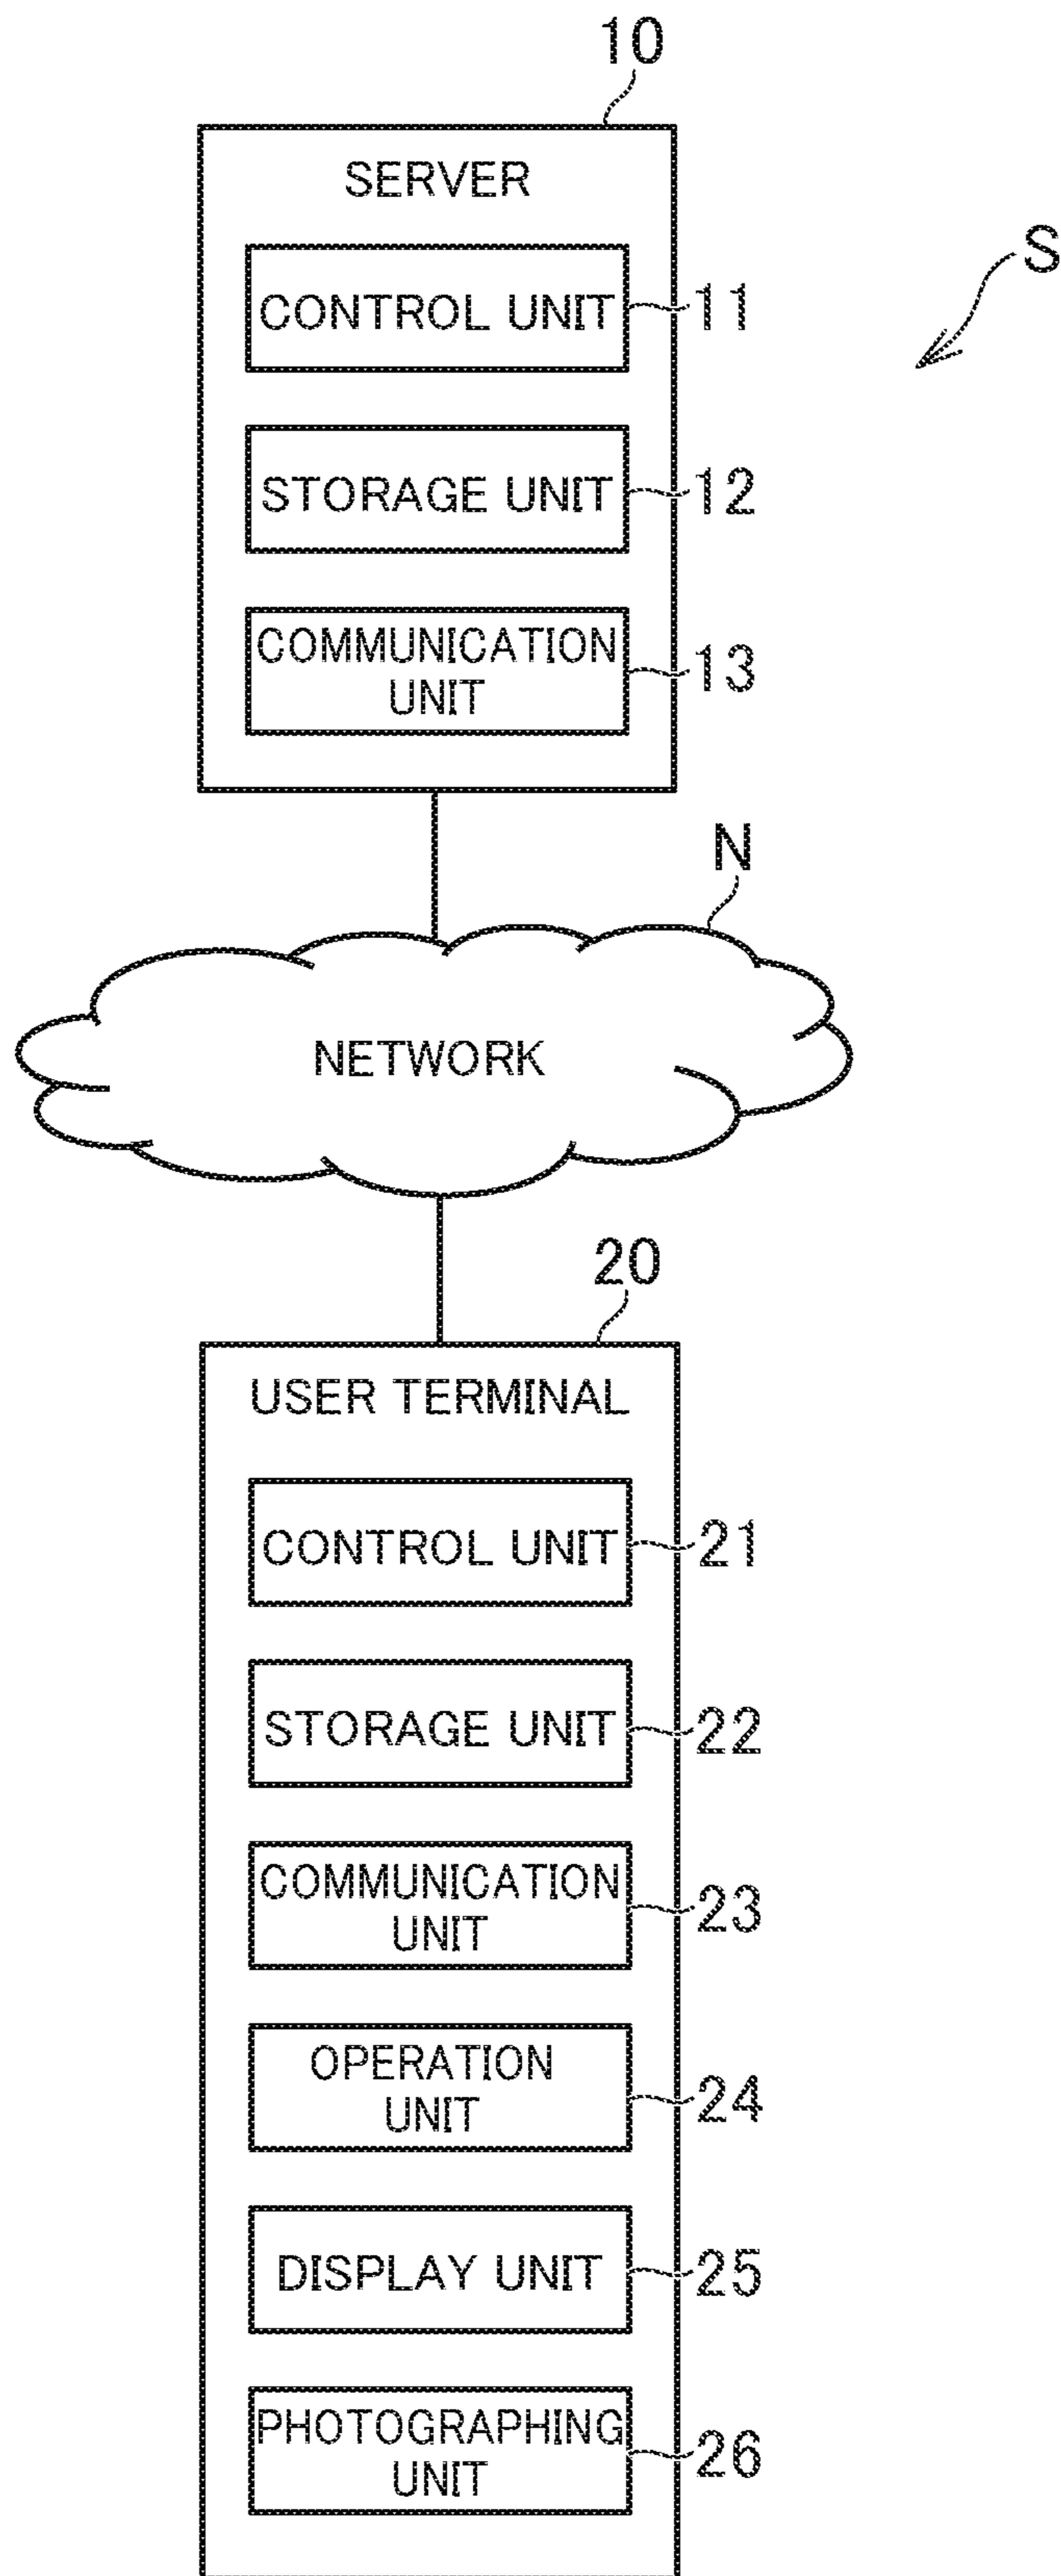 10
SERVER
S
CONTROL UNIT
11
STORAGE UNIT
12
COMMUNICATION
UNIT
13
N
NETWORK
20
USER TERMINAL
CONTROL UNIT
21
STORAGE UNIT
22
COMMUNICATION
UNIT
23
OPERATION
UNIT
24
DISPLAY UNIT
25
PHOTOGRAPHING
UNIT
26